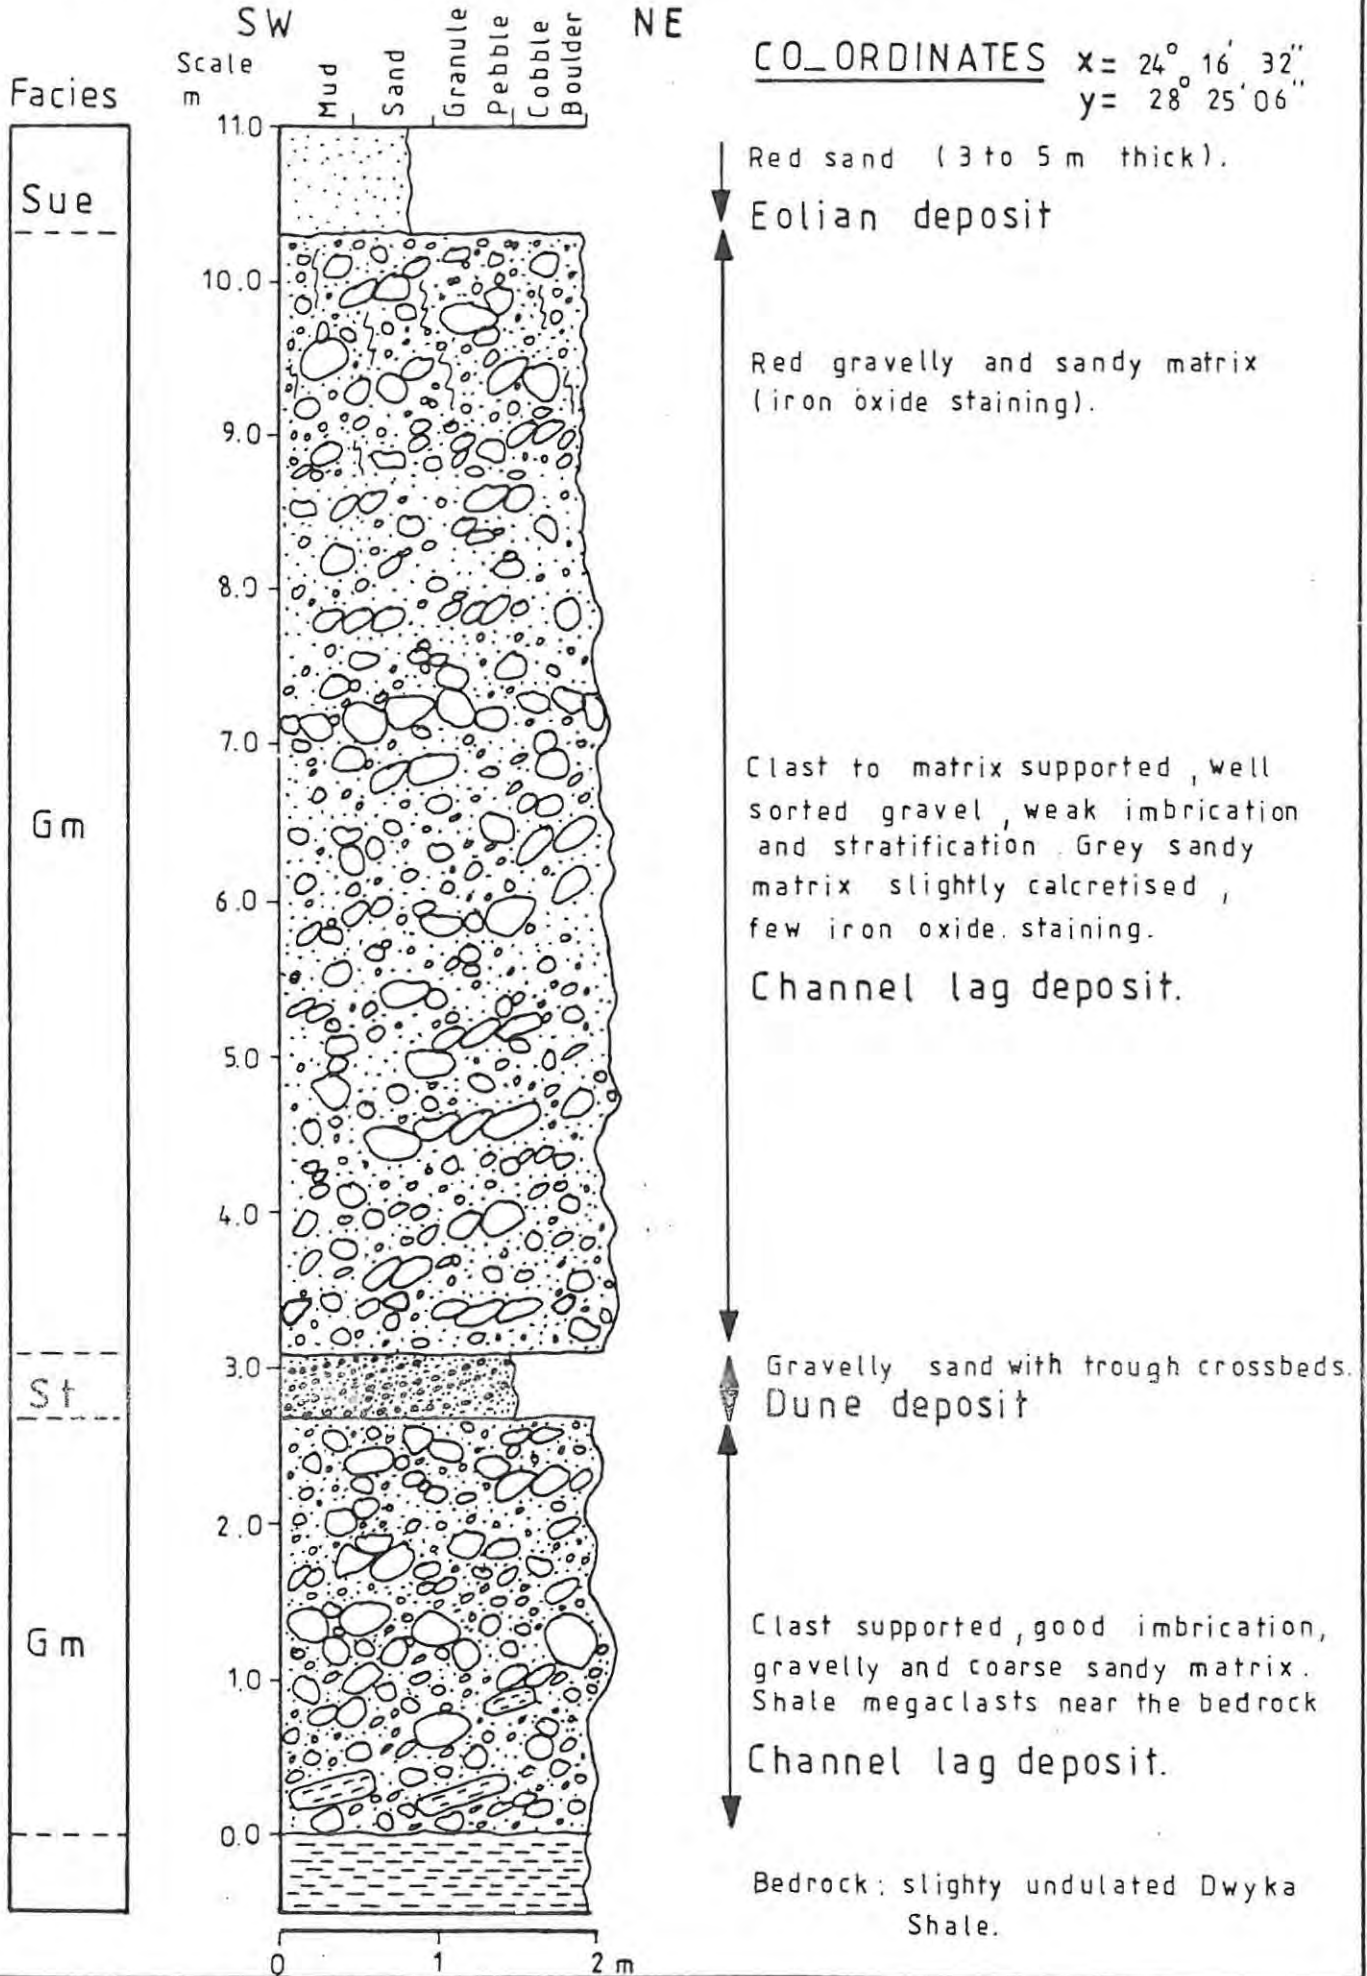 SW
NE
Scale
m
Mud
Sand
Granule
Pebble
Cobble
Boulder
CO_ORDINATES x= 24° 16' 32"
y= 28° 25' 06"
Facies
Sue
Gm
St
Gm
11.0
10.0
9.0
8.0
7.0
6.0
5.0
4.0
3.0
2.0
1.0
0.0
Red sand (3 to 5 m thick).
Eolian deposit
Red gravelly and sandy matrix
(iron oxide staining).
Clast to matrix supported, well
sorted gravel, weak imbrication
and stratification. Grey sandy
matrix slightly calcretised,
few iron oxide. staining.
Channel lag deposit.
Gravelly sand with trough crossbeds.
Dune deposit
Clast supported, good imbrication,
gravelly and coarse sandy matrix.
Shale megaclasts near the bedrock
Channel lag deposit.
Bedrock: slighty undulated Dwyka
Shale.
0 1 2 m